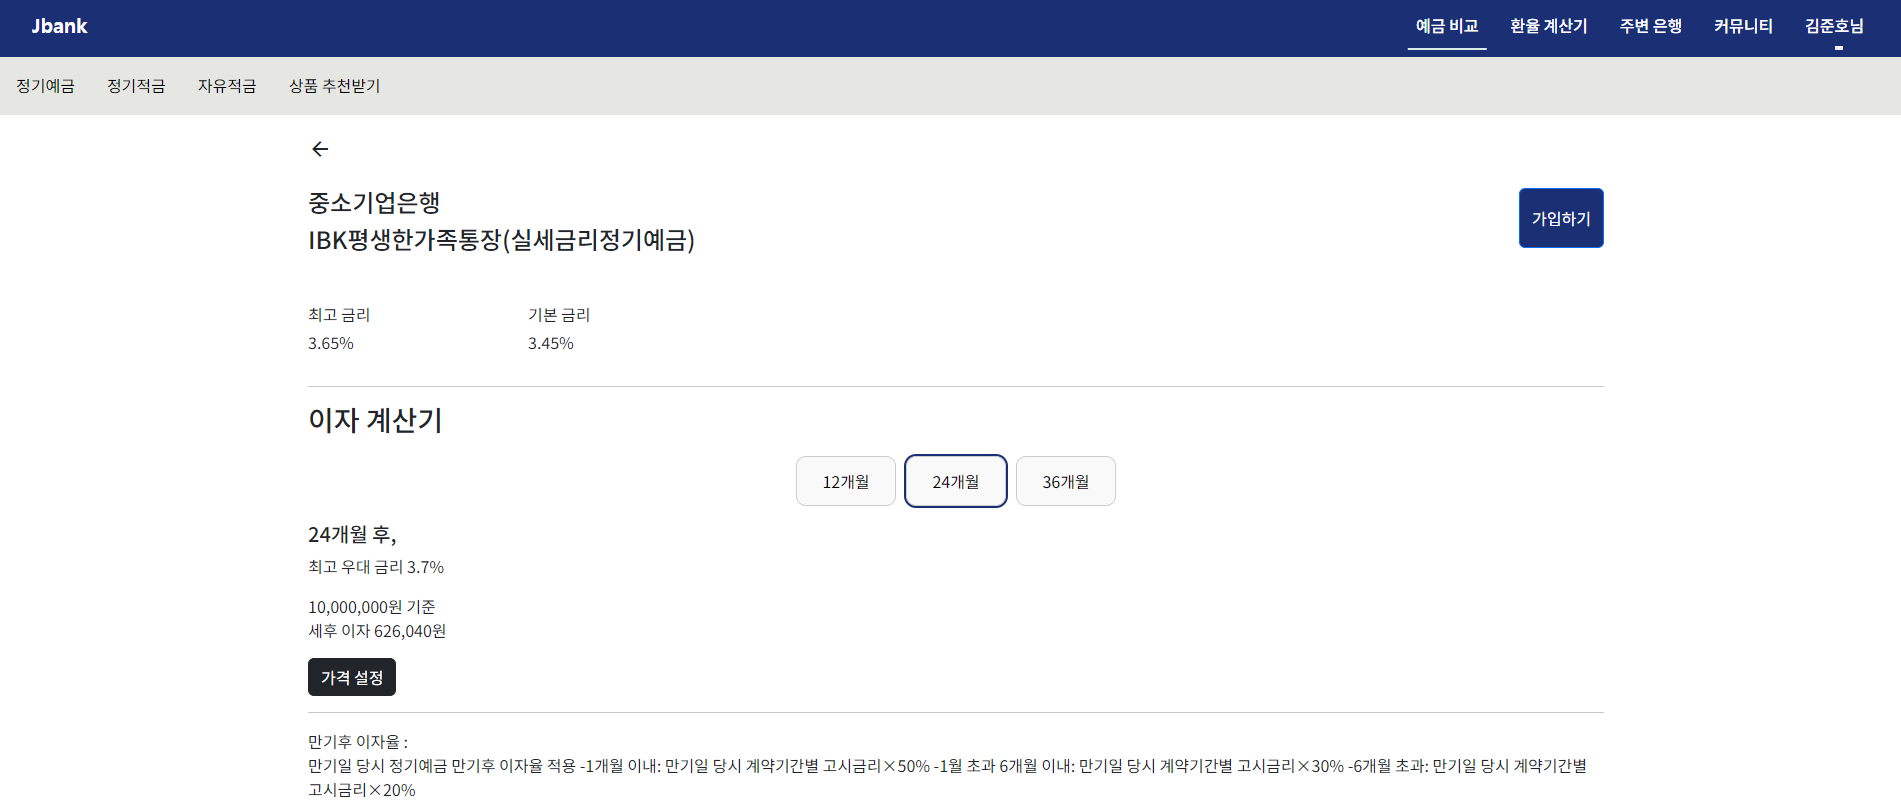 Jbank
예금 비교 환율 계산기 주변 은행 커뮤니티 김준호님
정기예금 정기적금 자유적금 상품 추천받기
중소기업은행
IBK평생한가족통장(실세금리정기예금)
가입하기
최고 금리 기본 금리
3.65% 3.45%
이자 계산기
12개월 24개월 36개월
24개월 후,
최고 우대 금리 3.7%
10,000,000원 기준
세후 이자 626,040원
가격 설정
만기후 이자율 :
만기일 당시 정기예금 만기후 이자율 적용 -1개월 이내: 만기일 당시 계약기간별 고시금리×50% -1월 초과 6개월 이내: 만기일 당시 계약기간별 고시금리×30% -6개월 초과: 만기일 당시 계약기간별
고시금리×20%